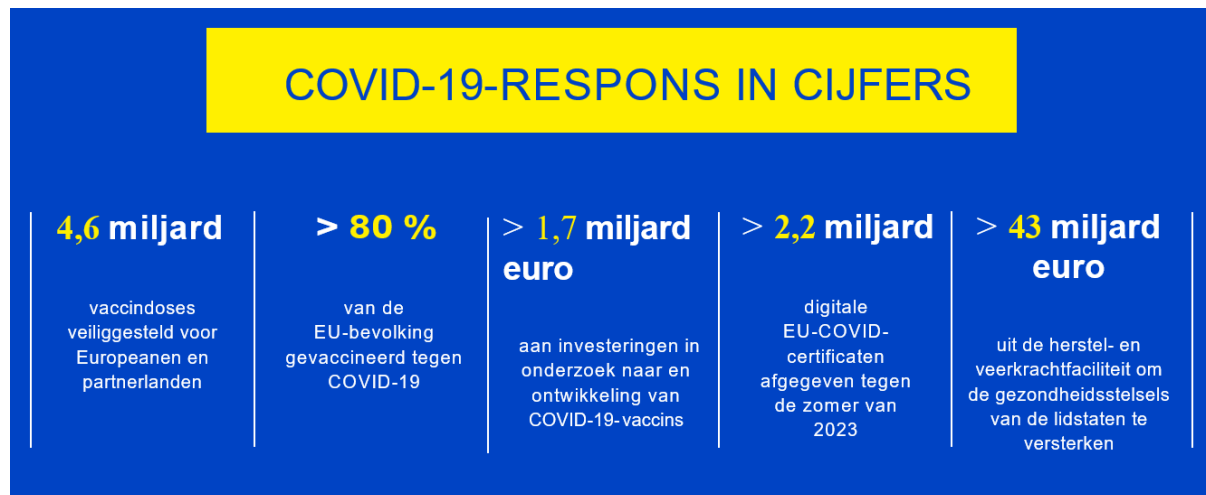 COVID-19-RESPONS IN CIJFERS
4,6 miljard
vaccindoses
veiliggesteld voor
Europeanen en
partnerlanden
> 80 %
van de
EU-bevolking
gevaccineerd tegen
COVID-19
> 1,7 miljard
euro
aan investeringen in
onderzoek naar en
ontwikkeling van
COVID-19-vaccins
> 2,2 miljard
digitale
EU-COVID-
certificaten
afgegeven tegen
de zomer van
2023
> 43 miljard
euro
uit de herstel- en
veerkrachtfaciliteit om
de gezondheidsstelsels
van de lidstaten te
versterken